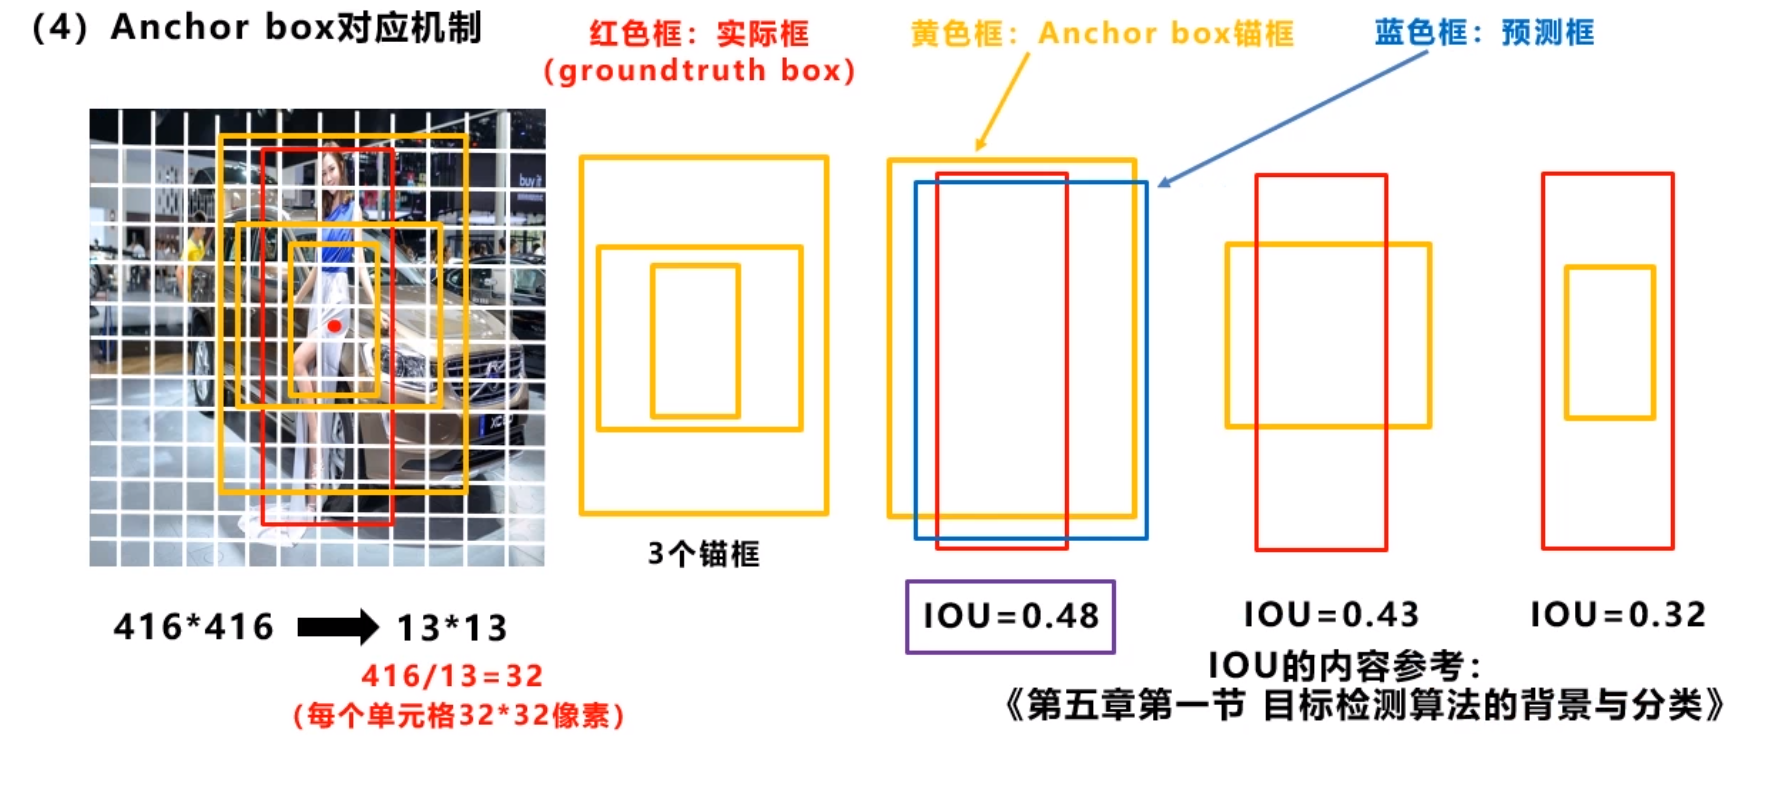 （4）Anchor box对应机制
红色框：实际框
（groundtruth box）
黄色框：Anchor box锚框
蓝色框：预测框
buy it
3个锚框
416*416
13*13
416/13=32
（每个单元格32*32像素）
IOU=0.48
IOU=0.43
IOU=0.32
IOU的内容参考：
《第五章第一节 目标检测算法的背景与分类》